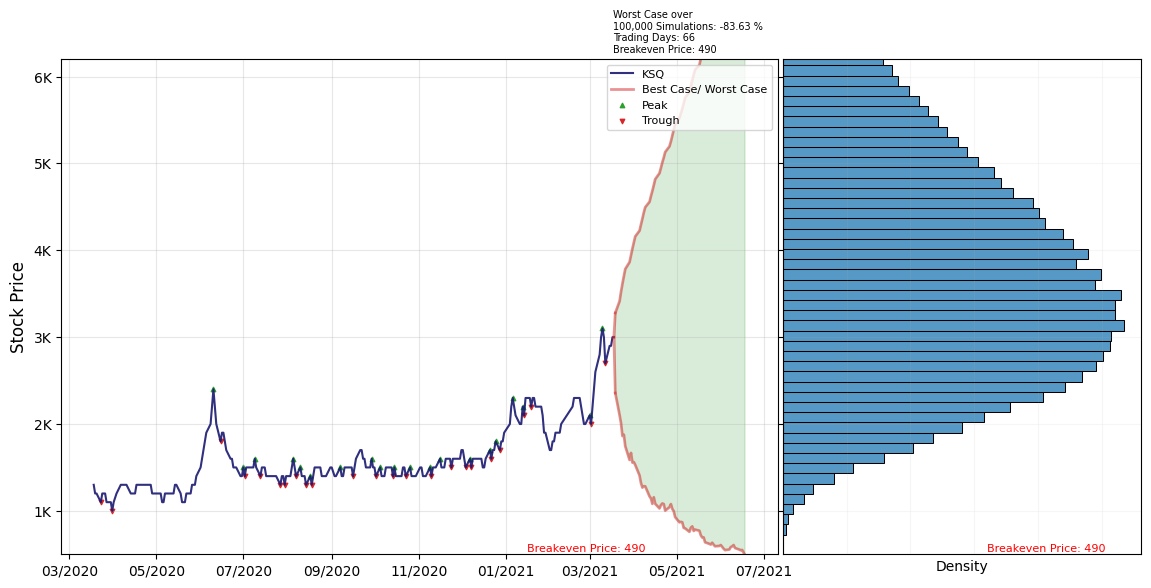 Worst Case over
100,000 Simulations: -83.63 %
Trading Days: 66
Breakeven Price: 490
KSQ
Best Case/ Worst Case
Peak
Trough
Stock Price
6K
5K
4K
3K
2K
1K
Breakeven Price: 490
Breakeven Price: 490
03/2020
05/2020
07/2020
09/2020
11/2020
01/2021
03/2021
05/2021
07/2021
Density